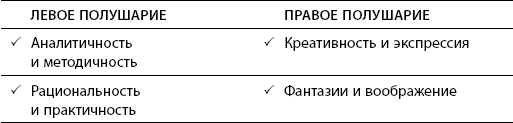 ЛЕВОЕ ПОЛУШАРИЕ ПРАВОЕ ПОЛУШАРИЕ
✓ Аналитичность и методичность
✓ Креативность и экспрессия
✓ Рациональность и практичность
✓ Фантазии и воображение